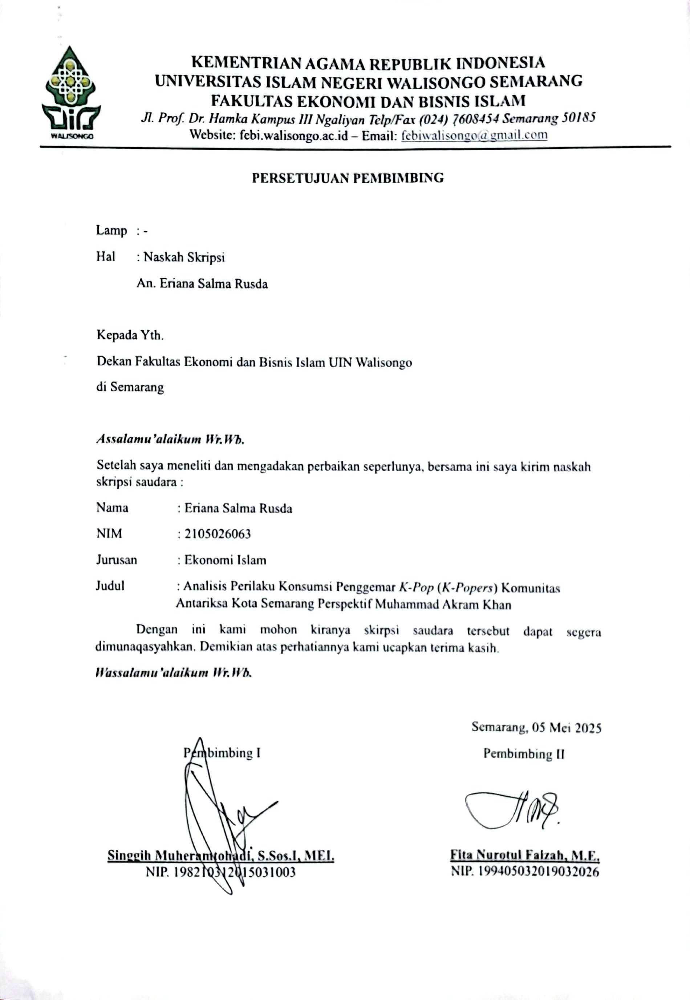 KEMENTRIAN AGAMA REPUBLIK INDONESIA
UNIVERSITAS ISLAM NEGERI WALISONGO SEMARANG
FAKULTAS EKONOMI DAN BISNIS ISLAM
Jl. Prof. Dr. Hamka Kampus III Ngaliyan Telp/Fax (024) 7608454 Semarang 50185
Website: febi.walisongo.ac.id – Email: febiwalisongo@gmail.com
UIN
WALISONGO
PERSETUJUAN PEMBIMBING
Lamp : -
Hal : Naskah Skripsi
An. Eriana Salma Rusda
Kepada Yth.
Dekan Fakultas Ekonomi dan Bisnis Islam UIN Walisongo
di Semarang
Assalamu’alaikum Wr.Wb.
Setelah saya meneliti dan mengadakan perbaikan seperlunya, bersama ini saya kirim naskah
skripsi saudara :
Nama : Eriana Salma Rusda
NIM : 2105026063
Jurusan : Ekonomi Islam
Judul : Analisis Perilaku Konsumsi Penggemar K-Pop (K-Popers) Komunitas
Antariksa Kota Semarang Perspektif Muhammad Akram Khan
Dengan ini kami mohon kiranya skirpsi saudara tersebut dapat segera
dimunaqasyahkan. Demikian atas perhatiannya kami ucapkan terima kasih.
Wassalamu’alaikum Wr.Wb.
Semarang, 05 Mei 2025
Pembimbing I
Pembimbing II
Singgih Muheramtohadi, S.Sos.I, MEI.
Fita Nurotul Faizah, M.E.
NIP. 198210312015031003
NIP. 199405032019032026